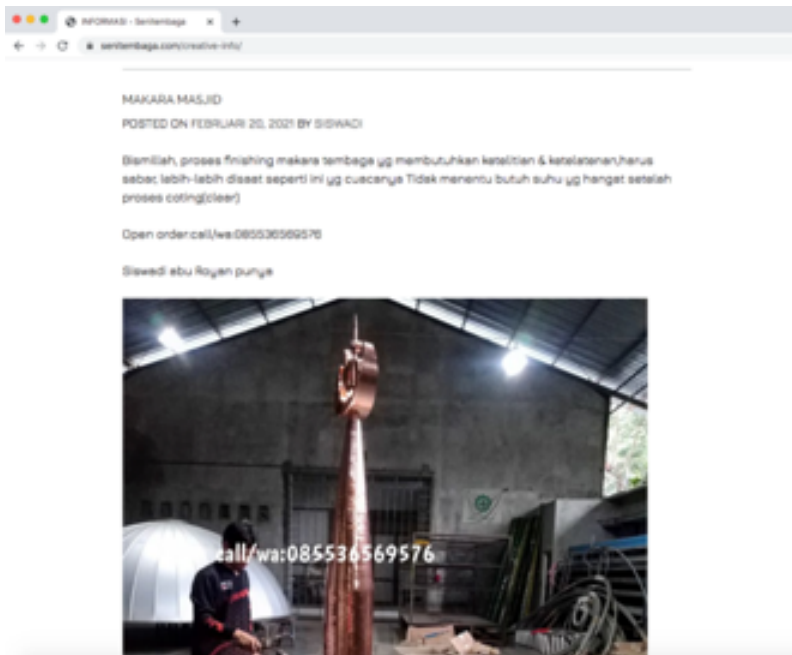 INFORMASI - Senitembaga
senitembaga.com/creative-info/
MAKARA MASJID
POSTED ON FEBRUARI 20, 2021 BY SISWADI
Bismillah, proses finishing makara tembaga yg membutuhkan ketelitian & ketelatenan,harus
sabar, lebih-lebih disaat seperti ini yg cuacanya Tidak menentu butuh suhu yg hangat setelah
proses coting(clear)
Open order:call/wa:085536569576
Siswadi abu Royan punya
call/wa:085536569576